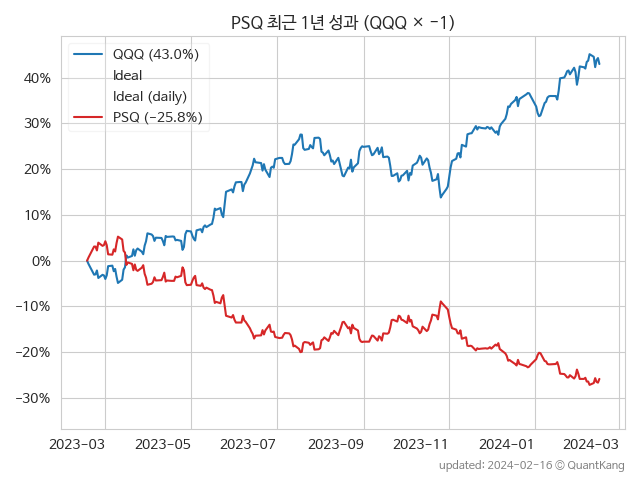 PSQ 최근 1년 성과 (QQQ × −1)
QQQ (43.0%)
Ideal
Ideal (daily)
PSQ (−25.8%)
40%
30%
20%
10%
0%
−10%
−20%
−30%
2023−03 2023−05 2023−07 2023−09 2023−11 2024−01 2024−03
updated: 2024-02-16 © QuantKang